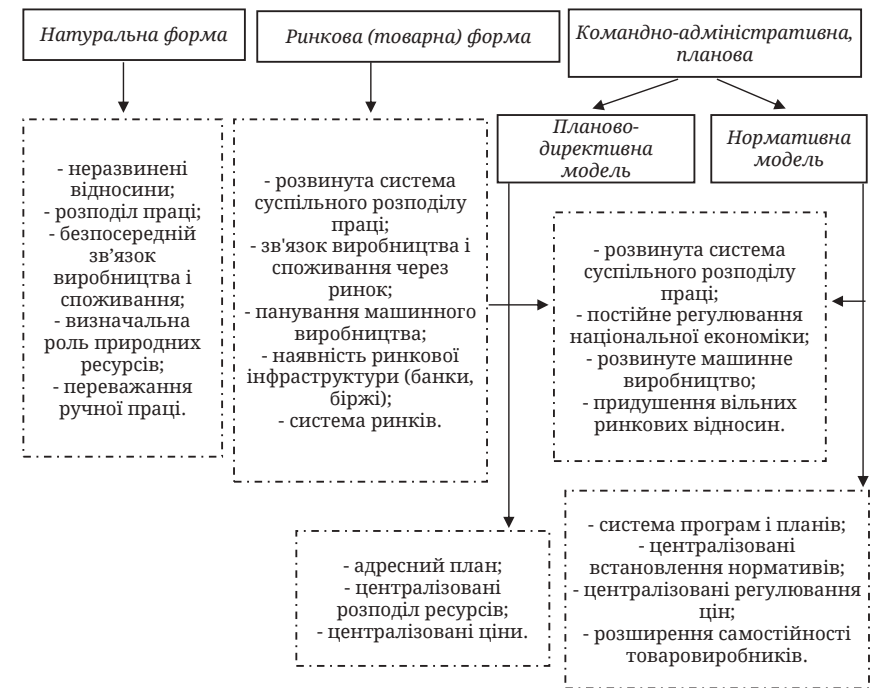 Натуральна форма
Ринкова (товарна) форма
Командно-адміністративна,
планова
Планово-
директивна
модель
Нормативна
модель
- неразвинені
відносини;
- розподіл праці;
- безпосередній
зв’язок
виробництва і
споживання;
- визначальна
роль природних
ресурсів;
- переважання
ручної праці.
- розвинута система
суспільного розподілу
праці;
- зв'язок виробництва і
споживання через
ринок;
- панування машинного
виробництва;
- наявність ринкової
інфраструктури (банки,
біржі);
- система ринків.
- розвинута система
суспільного розподілу
праці;
- постійне регулювання
національної економіки;
- розвинуте машинне
виробництво;
- придушення вільних
ринкових відносин.
- адресний план;
- централізовані
розподіл ресурсів;
- централізовані ціни.
- система програм і планів;
- централізовані
встановлення нормативів;
- централізовані регулювання
цін;
- розширення самостійності
товаровиробників.